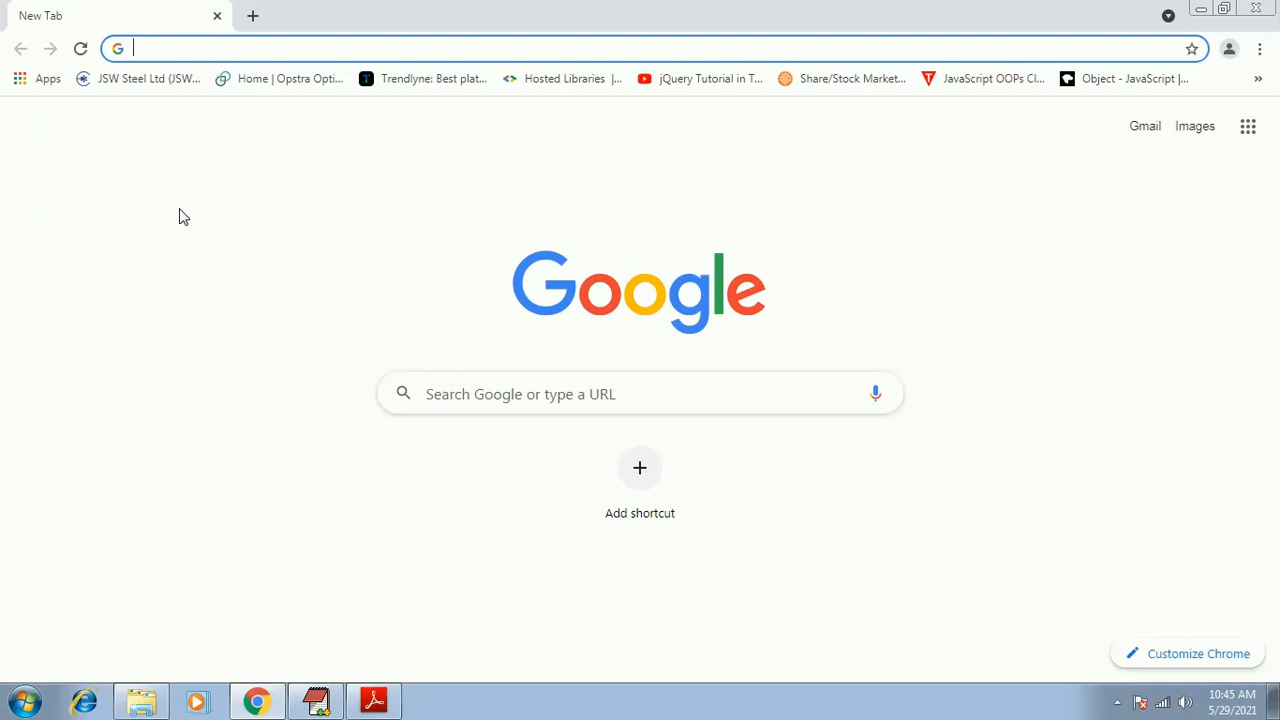 New Tab
Apps
JSW Steel Ltd (JSW...
Home | Opstra Opti...
Trendlyne: Best plat...
Hosted Libraries |...
jQuery Tutorial in T...
Share/Stock Market...
JavaScript OOPs Cl...
Object - JavaScript |...
»
Gmail
Images
Google
Search Google or type a URL
Add shortcut
Customize Chrome
10:45 AM
5/29/2021